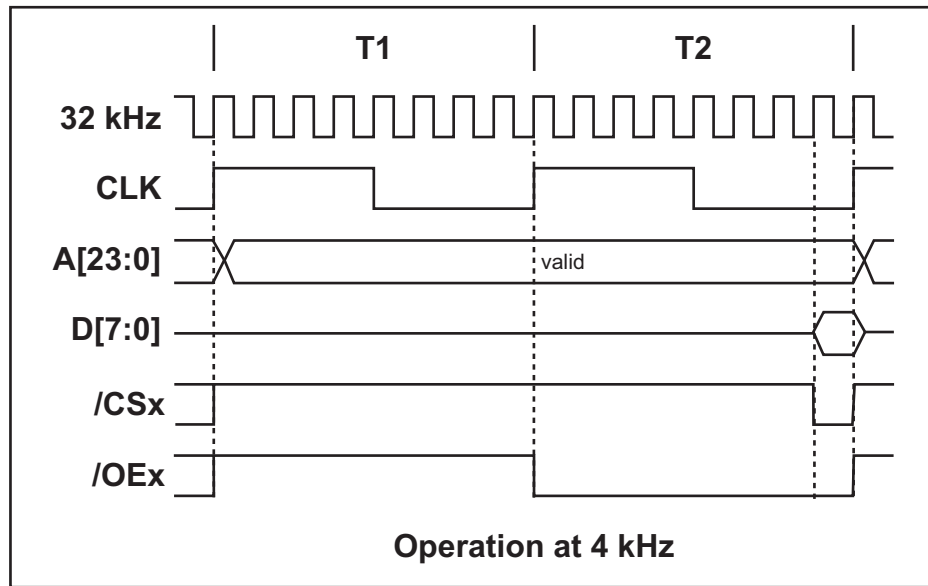 T1 T2
32 kHz
CLK
A[23:0] valid
D[7:0]
/CSx
/OEx
Operation at 4 kHz